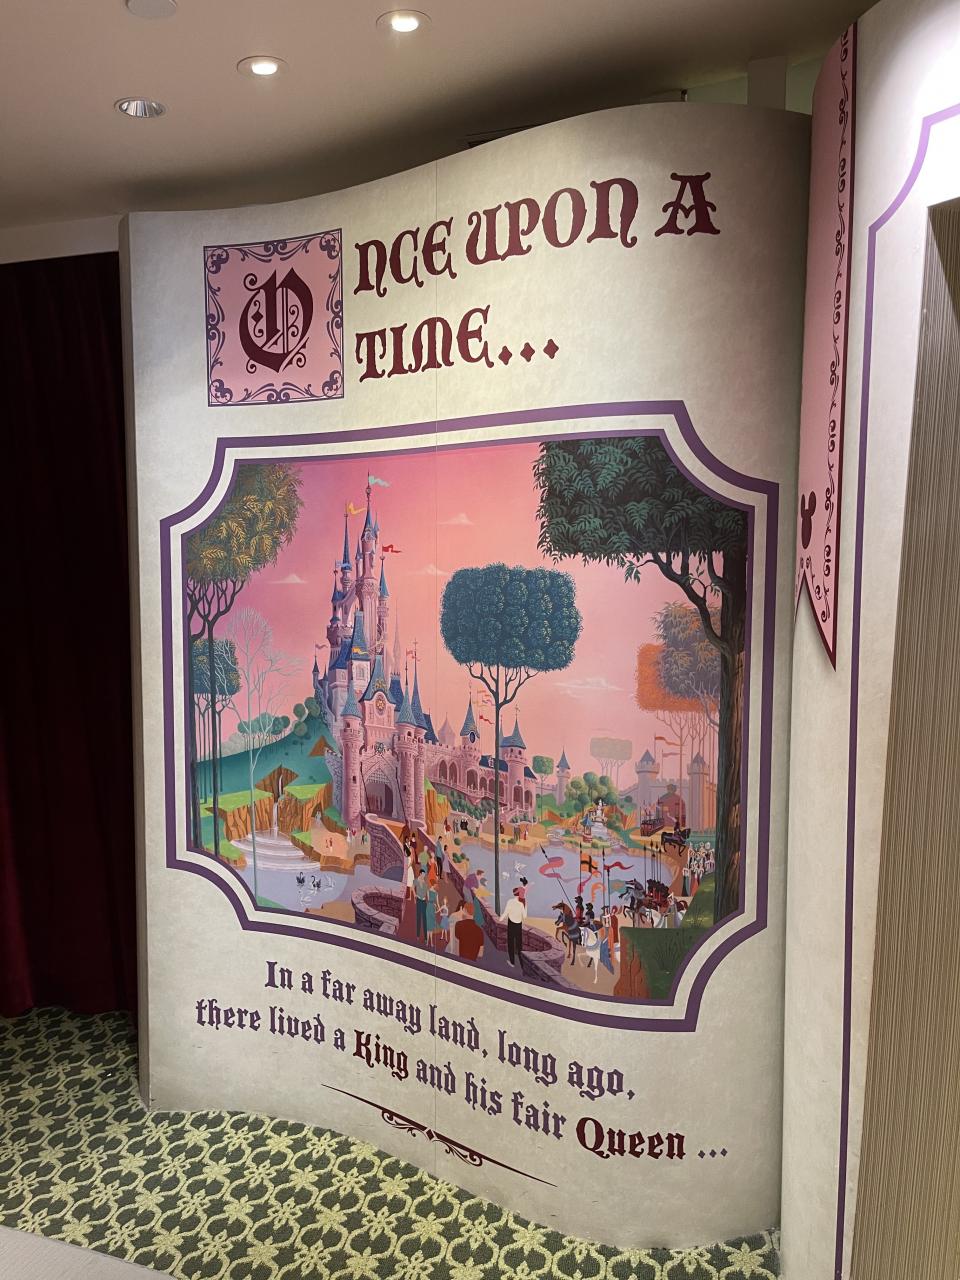 ONCE UPON A
TIME...
In a far away land, long ago,
there lived a King and his fair Queen ...